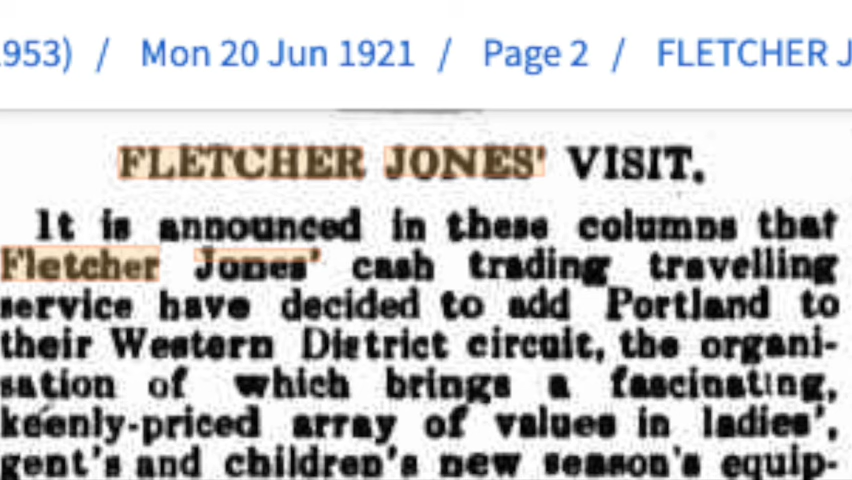 1953) / Mon 20 Jun 1921 / Page 2 / FLETCHER J
FLETCHER JONES' VISIT.
It is announced in these columns that
Fletcher Jones' cash trading travelling
service have decided to add Portland to
their Western District circuit, the organi-
sation of which brings a fascinating,
keenly-priced array of values in ladies',
gent's and children's new season's equip-